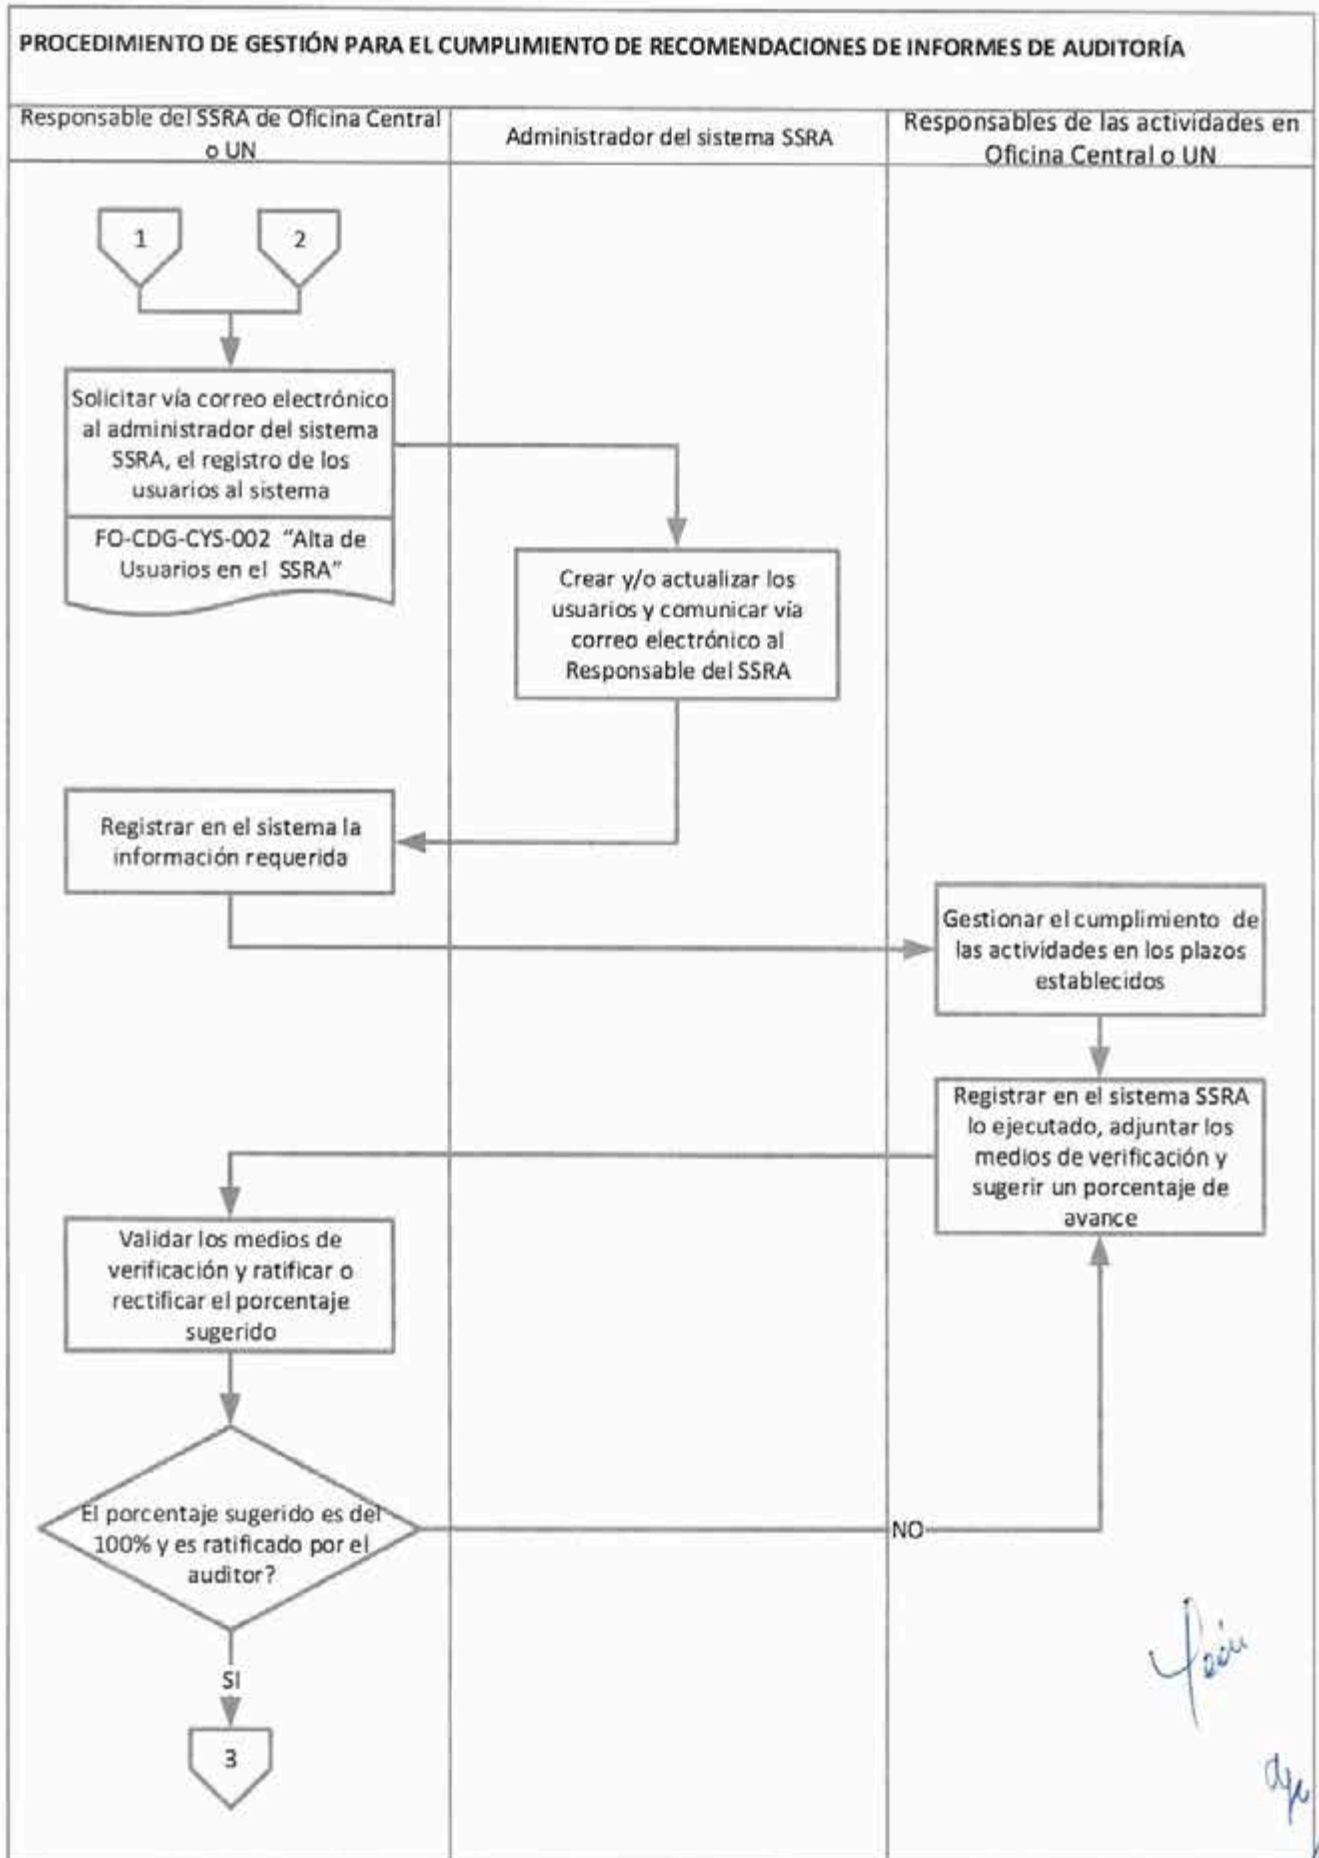 PROCEDIMIENTO DE GESTIÓN PARA EL CUMPLIMIENTO DE RECOMENDACIONES DE INFORMES DE AUDITORÍA
Responsable del SSRA de Oficina Central
o UN
Administrador del sistema SSRA
Responsables de las actividades en
Oficina Central o UN
1
2
Solicitar vía correo electrónico
al administrador del sistema
SSRA, el registro de los
usuarios al sistema
FO-CDG-CYS-002 “Alta de
Usuarios en el SSRA”
Crear y/o actualizar los
usuarios y comunicar vía
correo electrónico al
Responsable del SSRA
Registrar en el sistema la
información requerida
Gestionar el cumplimiento de
las actividades en los plazos
establecidos
Registrar en el sistema SSRA
lo ejecutado, adjuntar los
medios de verificación y
sugerir un porcentaje de
avance
Validar los medios de
verificación y ratificar o
rectificar el porcentaje
sugerido
El porcentaje sugerido es del
100% y es ratificado por el
auditor?
NO
SI
3